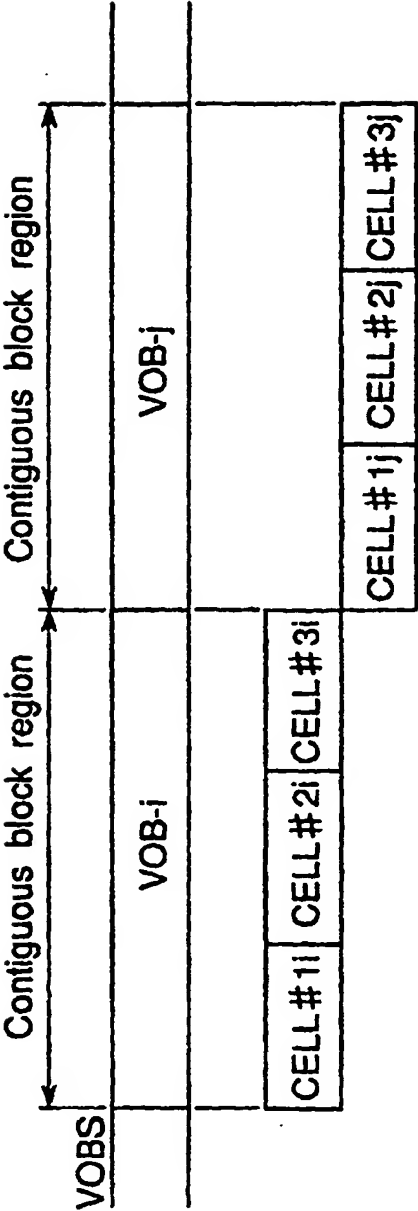 Contiguous block region Contiguous block region
VOBS
VOB-i VOB-j
CELL#1i CELL#2i CELL#3i
CELL#1j CELL#2j CELL#3j